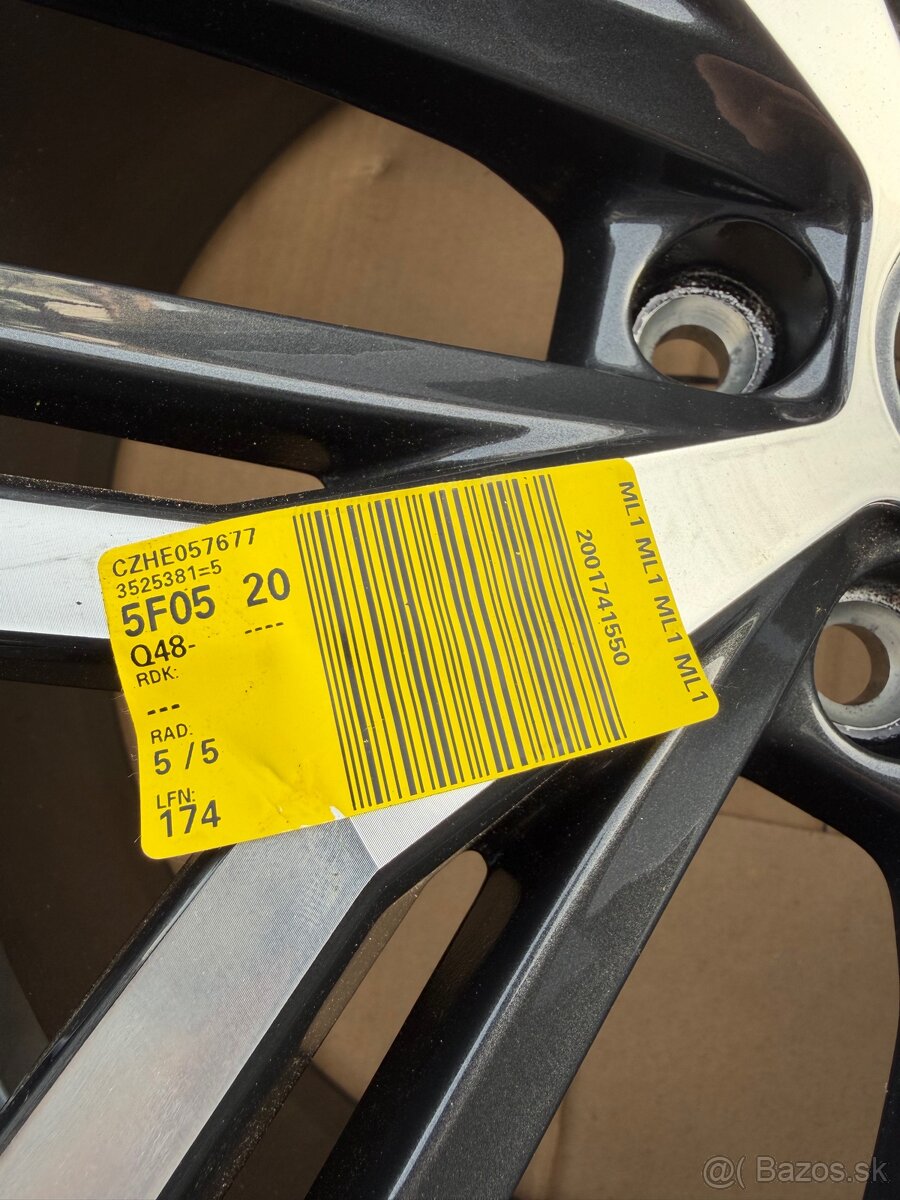 CZHE057677
3525381=5
5F05 20
Q48- ----
RDK:
---
RAD.
5 /5
LFN:
174
2001741550
ML1 ML1 ML1 ML1
@( Bazos.sk